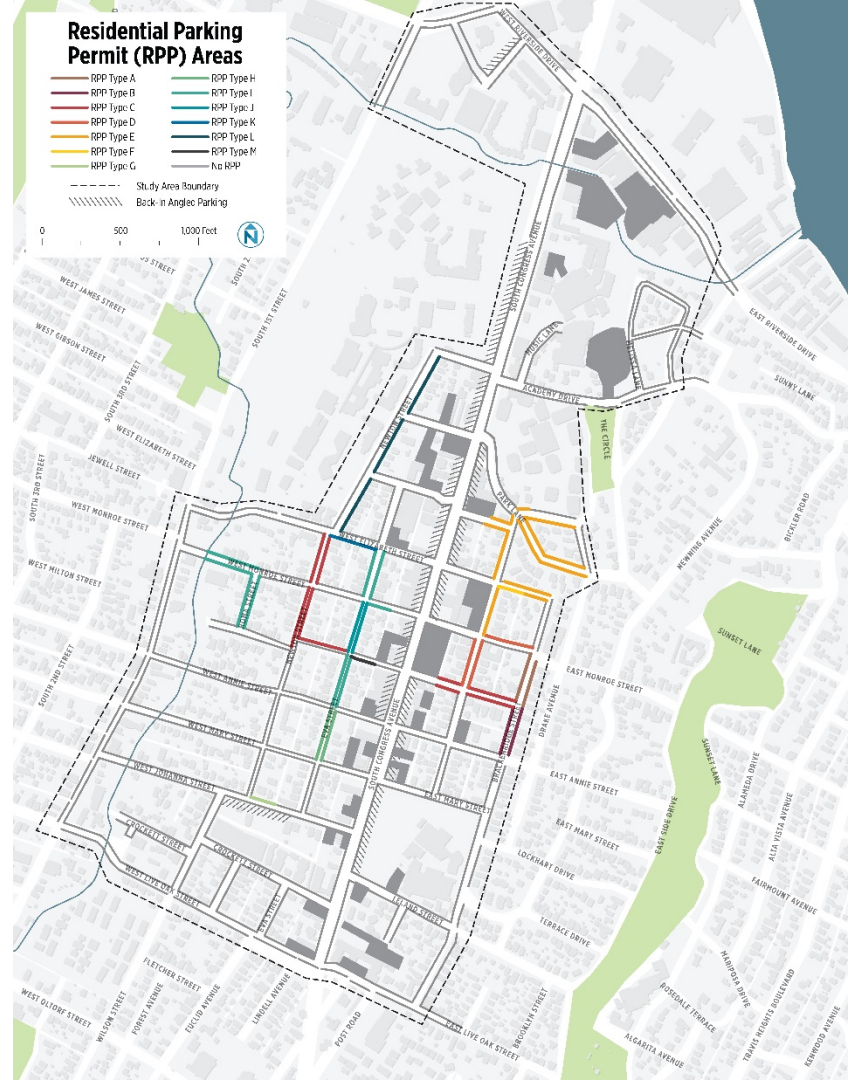 Residential Parking
Permit (RPP) Areas
RPP Type A
RPP Type B
RPP Type C
RPP Type D
RPP Type E
RPP Type F
RPP Type G
RPP Type H
RPP Type I
RPP Type J
RPP Type K
RPP Type L
RPP Type M
No RPP
Study Area Boundary
Back-In Angled Parking
0 500 1,000 Feet
N
WEST RIVERSIDE DRIVE
SOUTH CONGRESS AVENUE
SOUTH 1ST STREET
WEST JAMES STREET
WEST GIBSON STREET
SOUTH 3RD STREET
WEST ELIZABETH STREET
JEWELL STREET
SOUTH 3RD STREET
WEST MONROE STREET
WEST MILTON STREET
SOUTH 2ND STREET
MUSIC LANE
ACADEMY DRIVE
EAST RIVERSIDE DRIVE
SUNNY LANE
THE CIRCLE
NEWTON STREET
PARK LANE
NEWNING AVENUE
BICKLER ROAD
WEST ELIZABETH STREET
WEST MONROE STREET
WEST ANNIE STREET
EVA STREET
WEST MARY STREET
WEST JOHANNA STREET
SOUTH CONGRESS AVENUE
EAST MONROE STREET
DRAKE AVENUE
SUNSET LANE
SUNSET LANE
EAST ANNIE STREET
EAST MARY STREET
EAST MARY STREET
LOCKHART DRIVE
TERRACE DRIVE
EAST SIDE DRIVE
ALAMEDA DRIVE
ALTA VISTA AVENUE
FAIRMOUNT AVENUE
CROCKETT STREET
CROCKETT STREET
WEST LIVE OAK STREET
EVA STREET
LELAND STREET
FLETCHER STREET
WEST OLTORF STREET
WILSON STREET
FOREST AVENUE
EUCLID AVENUE
LINDELL AVENUE
POST ROAD
EAST LIVE OAK STREET
BROOKLYN STREET
ROSEDALE TERRACE
MARIPOSA DRIVE
TRAVIS HEIGHTS BOULEVARD
KENWOOD AVENUE
ALGARITA AVENUE